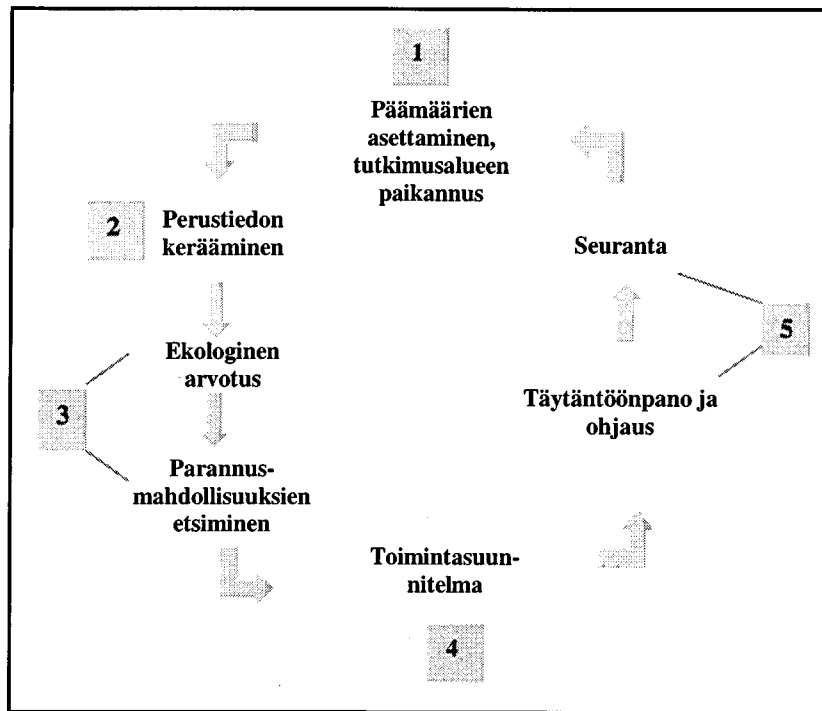 1
Päämäärien
asettaminen,
tutkimusalueen
paikannus
2
Perustiedon
kerääminen
3
Ekologinen
arvotus
Parannus-
mahdollisuuksien
etsiminen
4
Toimintasuun-
nitelma
5
Täytäntöönpano ja
ohjaus
Seuranta